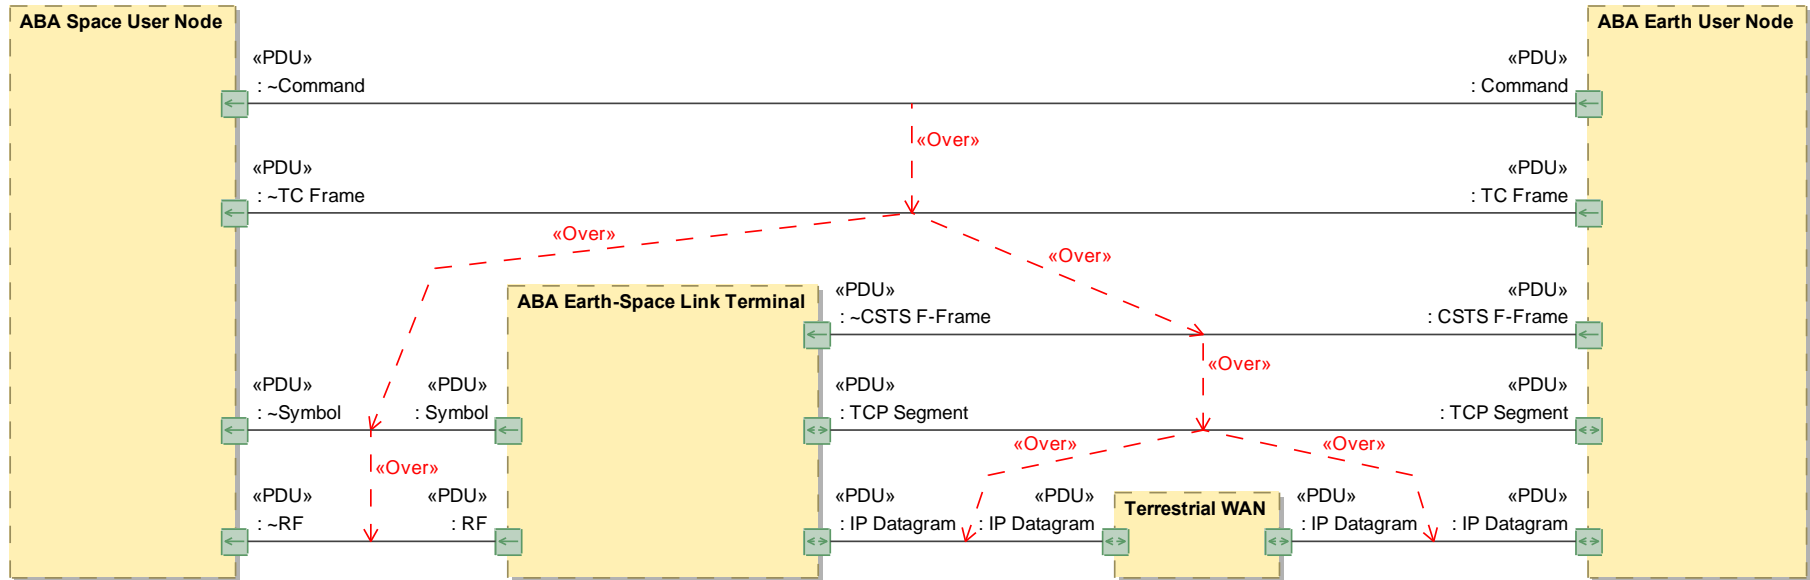 ABA Space User Node
ABA Earth User Node
«PDU»
: ~Command
«PDU»
: Command
«Over»
«PDU»
: ~TC Frame
«PDU»
: TC Frame
«Over»
«Over»
ABA Earth-Space Link Terminal
«PDU»
: ~CSTS F-Frame
«PDU»
: CSTS F-Frame
«Over»
«PDU»
: ~Symbol
«PDU»
: Symbol
«PDU»
: TCP Segment
«PDU»
: TCP Segment
«Over»
«Over»
«Over»
«PDU»
: ~RF
«PDU»
: RF
«PDU»
: IP Datagram
«PDU»
: IP Datagram
Terrestrial WAN
«PDU»
: IP Datagram
«PDU»
: IP Datagram